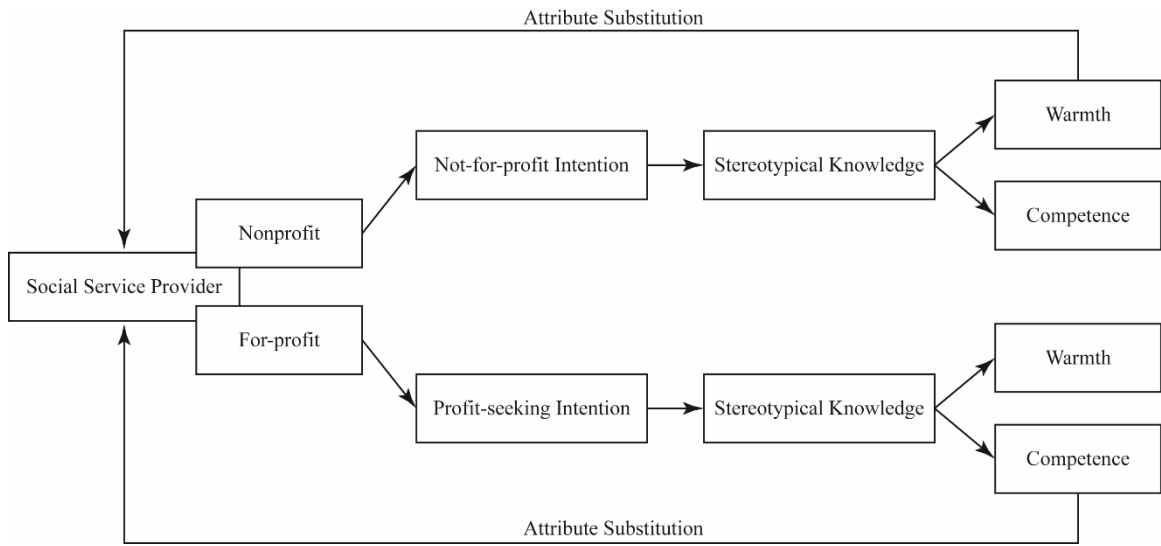 Attribute Substitution
Warmth
Not-for-profit Intention
Stereotypical Knowledge
Competence
Nonprofit
Social Service Provider
For-profit
Warmth
Profit-seeking Intention
Stereotypical Knowledge
Competence
Attribute Substitution